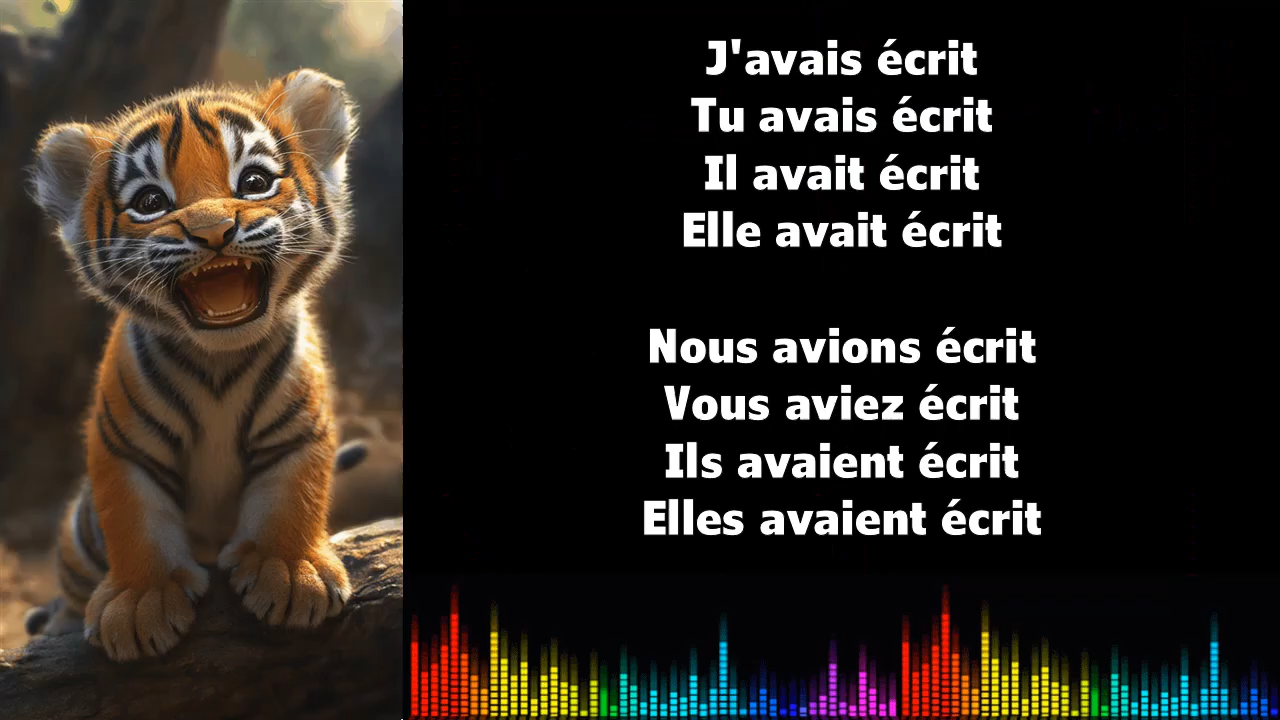 J'avais écrit
Tu avais écrit
Il avait écrit
Elle avait écrit
Nous avions écrit
Vous aviez écrit
Ils avaient écrit
Elles avaient écrit